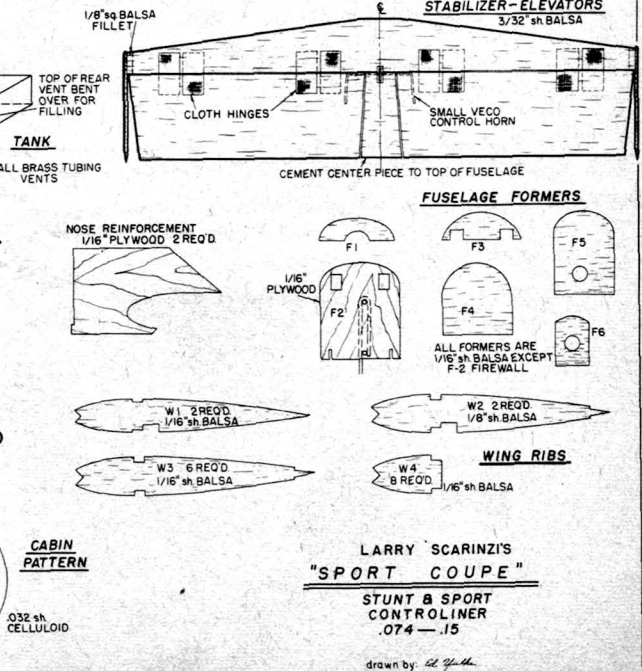 STABILIZER-ELEVATORS
3/32" sh. BALSA
1/8" sq. BALSA
FILLET
TOP OF REAR
VENT BENT
OVER FOR
FILLING
TANK
ALL BRASS TUBING
VENTS
CLOTH HINGES
SMALL VECO
CONTROL HORN
CEMENT CENTER PIECE TO TOP OF FUSELAGE
FUSELAGE FORMERS
NOSE REINFORCEMENT
1/16" PLYWOOD 2 REQ'D.
1/16"
PLYWOOD
F1
F2
F3
F4
F5
F6
ALL FORMERS ARE
1/16" sh. BALSA EXCEPT
F-2 FIREWALL
W1 2 REQ'D.
1/16" sh. BALSA
W2 2 REQ'D.
1/8" sh. BALSA
W3 6 REQ'D.
1/16" sh. BALSA
W4
8 REQ'D.
1/16" sh. BALSA
WING RIBS
CABIN
PATTERN
.032 sh.
CELLULOID
LARRY SCARINZI'S
"SPORT COUPE"
STUNT & SPORT
CONTROLINER
.074 — .15
drawn by: Ed